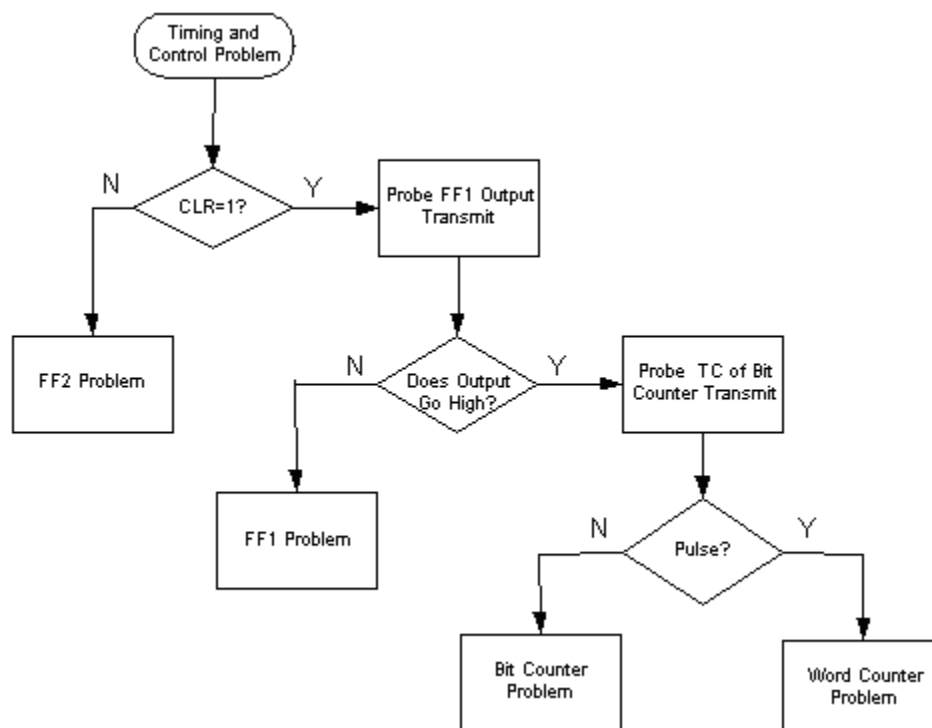 Timing and
Control Problem
N
CLR=1?
Y
Probe FF1 Output
Transmit
FF2 Problem
N
Does Output
Go High?
Y
Probe TC of Bit
Counter Transmit
FF1 Problem
N
Pulse?
Y
Bit Counter
Problem
Word Counter
Problem